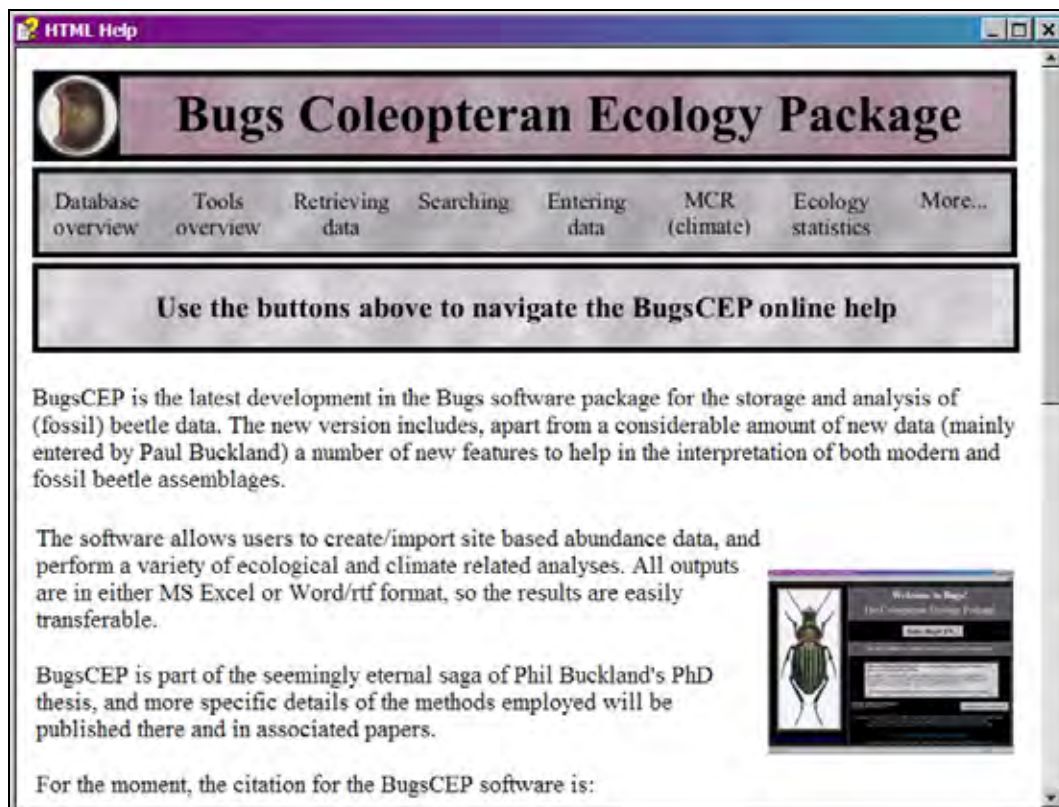 HTML Help
Bugs Coleopteran Ecology Package
Database overview
Tools overview
Retrieving data
Searching
Entering data
MCR (climate)
Ecology statistics
More...
Use the buttons above to navigate the BugsCEP online help
BugsCEP is the latest development in the Bugs software package for the storage and analysis of
(fossil) beetle data. The new version includes, apart from a considerable amount of new data (mainly
entered by Paul Buckland) a number of new features to help in the interpretation of both modern and
fossil beetle assemblages.
The software allows users to create/import site based abundance data, and
perform a variety of ecological and climate related analyses. All outputs
are in either MS Excel or Word/rtf format, so the results are easily
transferable.
Welcome to Bugs!
BugsCEP is part of the seemingly eternal saga of Phil Buckland's PhD
thesis, and more specific details of the methods employed will be
published there and in associated papers.
For the moment, the citation for the BugsCEP software is: